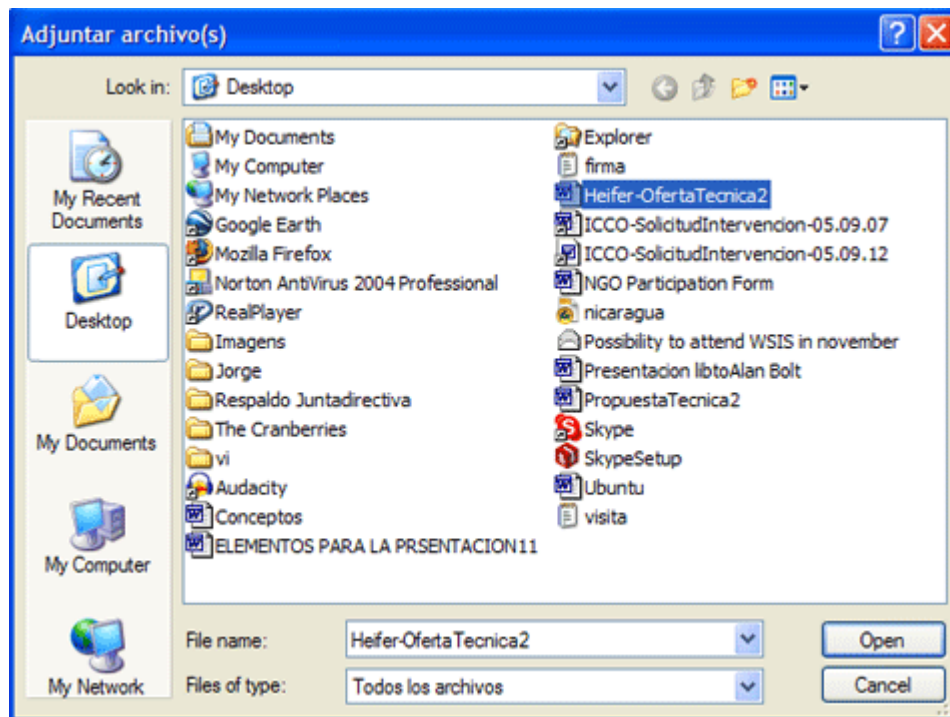 Adjuntar archivo(s)
Look in:
Desktop
My Recent
Documents
Desktop
My Documents
My Computer
My Network
My Documents
My Computer
My Network Places
Google Earth
Mozilla Firefox
Norton AntiVirus 2004 Professional
RealPlayer
Imagens
Jorge
Respaldo Juntadirectiva
The Cranberries
vi
Audacity
Conceptos
ELEMENTOS PARA LA PRSENTACION11
Explorer
firma
Heifer-OfertaTecnica2
ICCO-SolicitudIntervencion-05.09.07
ICCO-SolicitudIntervencion-05.09.12
NGO Participation Form
nicaragua
Possibility to attend WSIS in november
Presentacion libtoAlan Bolt
PropuestaTecnica2
Skype
SkypeSetup
Ubuntu
visita
File name:
Heifer-OfertaTecnica2
Open
Files of type:
Todos los archivos
Cancel